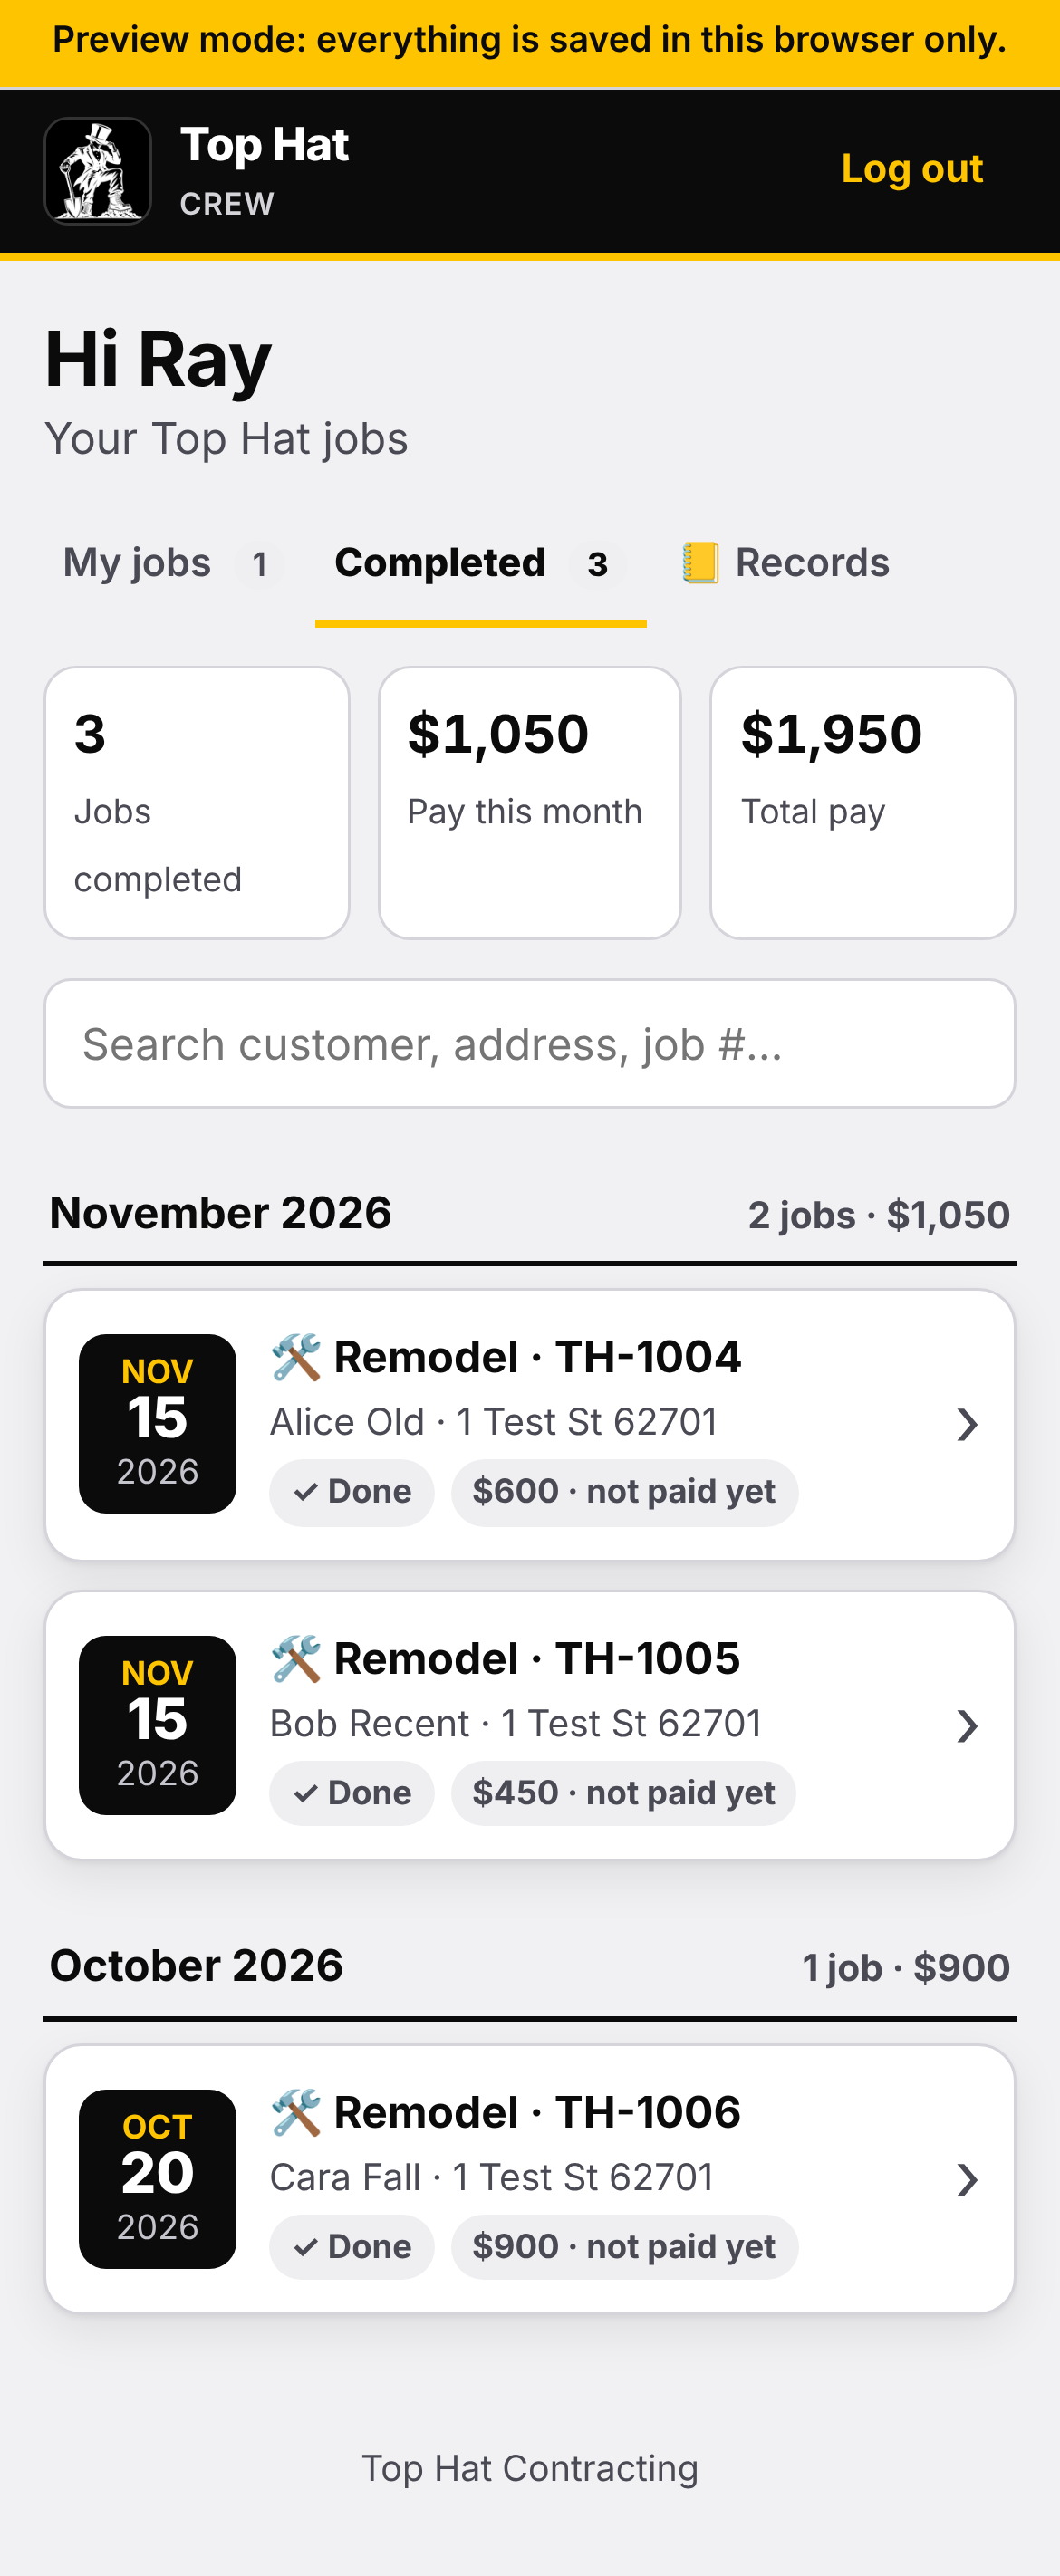 Preview mode: everything is saved in this browser only.
Top Hat
CREW
Log out
Hi Ray
Your Top Hat jobs
My jobs 1 Completed 3 📒 Records
3
Jobs
completed
$1,050
Pay this month
$1,950
Total pay
Search customer, address, job #...
November 2026 2 jobs · $1,050
NOV
15
2026
🛠️ Remodel · TH-1004
Alice Old · 1 Test St 62701
✓ Done $600 · not paid yet
›
NOV
15
2026
🛠️ Remodel · TH-1005
Bob Recent · 1 Test St 62701
✓ Done $450 · not paid yet
›
October 2026 1 job · $900
OCT
20
2026
🛠️ Remodel · TH-1006
Cara Fall · 1 Test St 62701
✓ Done $900 · not paid yet
›
Top Hat Contracting